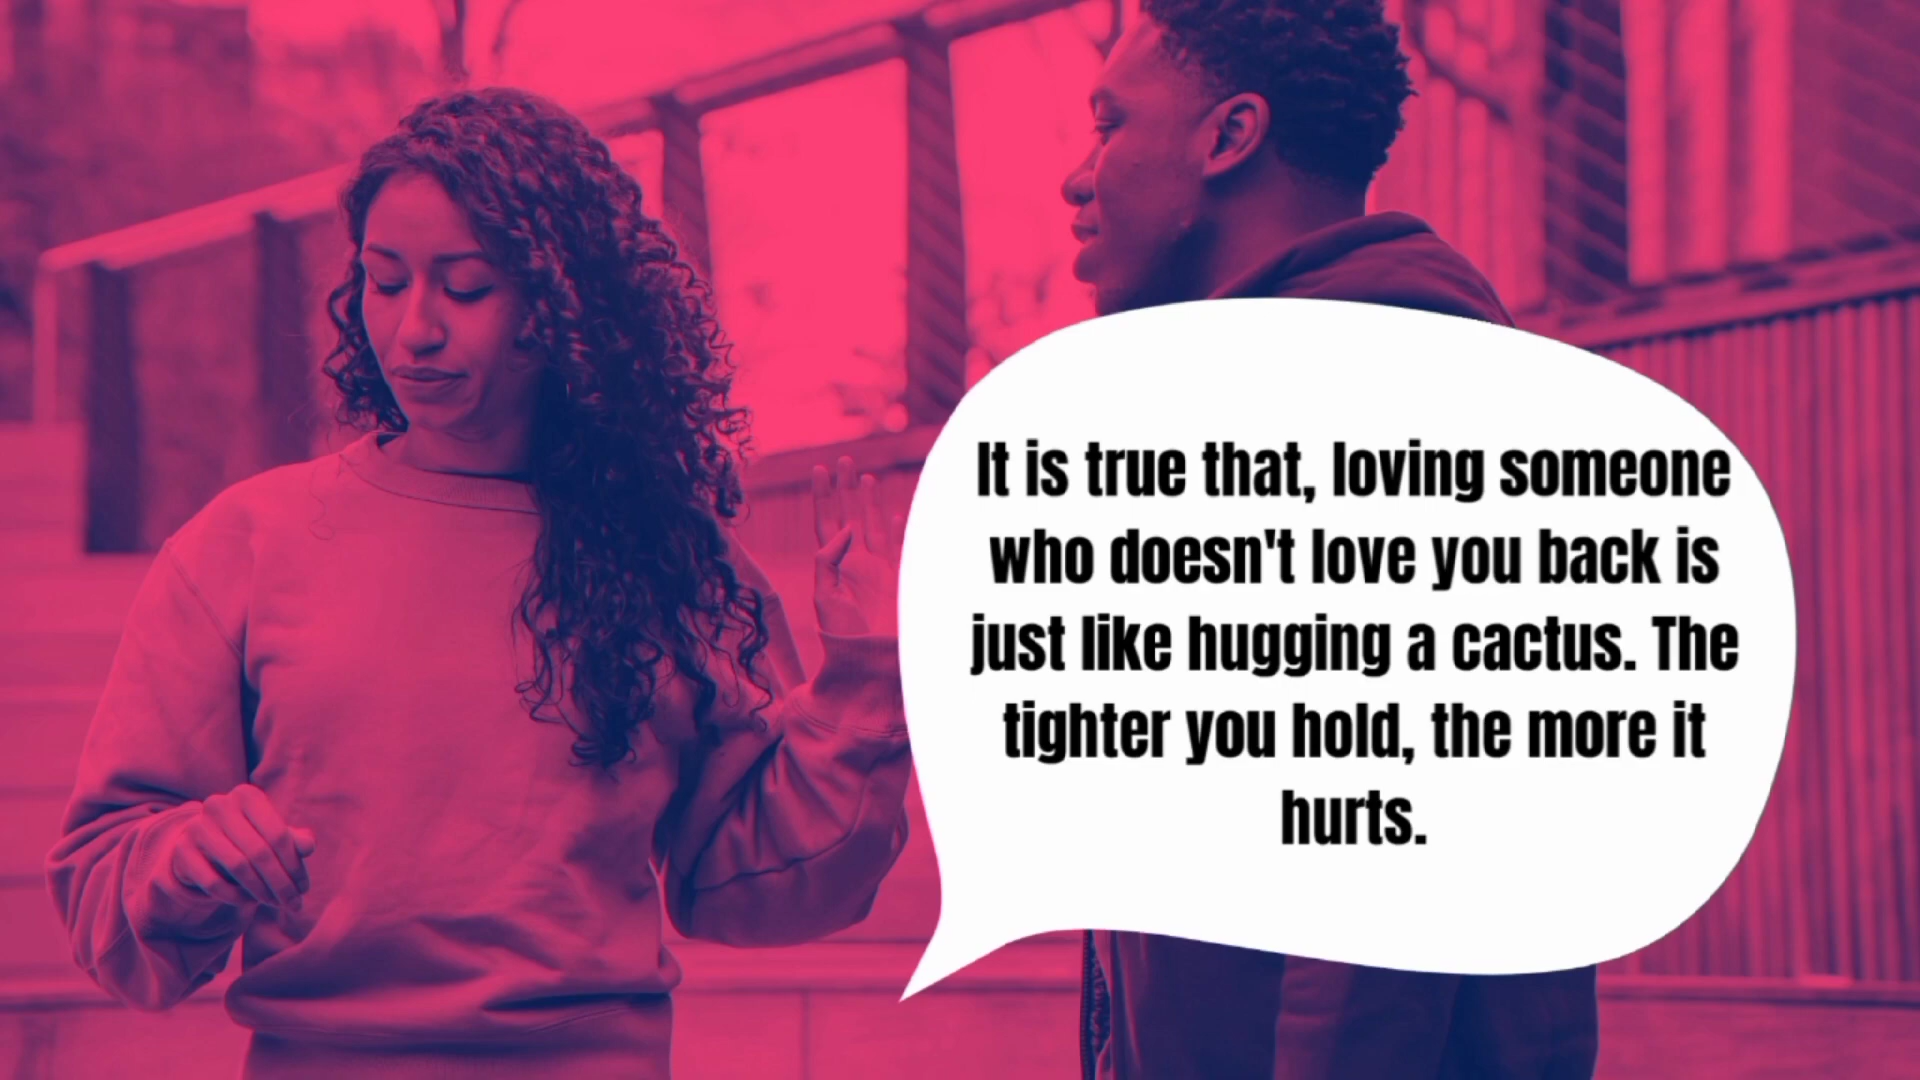 It is true that, loving someone
who doesn't love you back is
just like hugging a cactus. The
tighter you hold, the more it
hurts.